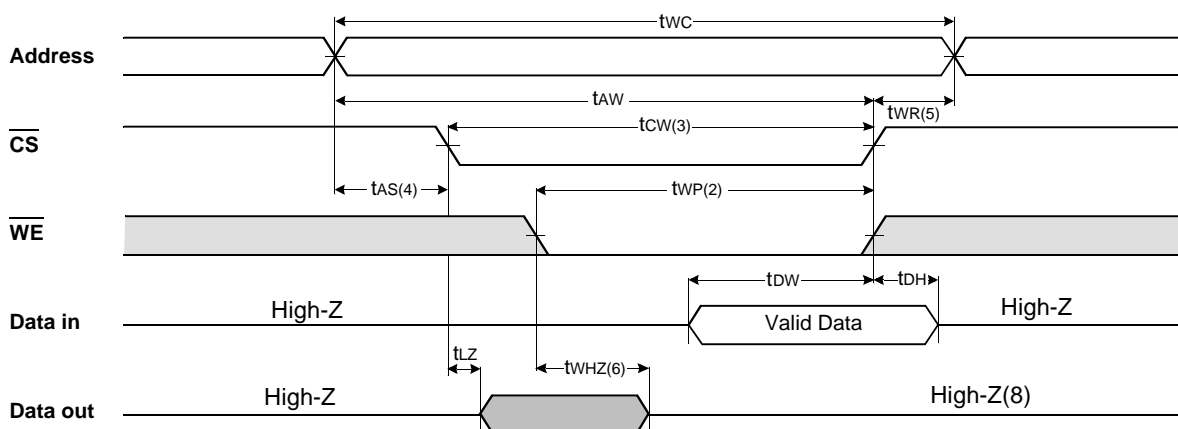 tWC
Address
tAW
tWR(5)
tCW(3)
CS
tAS(4)
tWP(2)
WE
tDW
tDH
High-Z
High-Z
Data in
Valid Data
tLZ
tWHZ(6)
High-Z
High-Z(8)
Data out